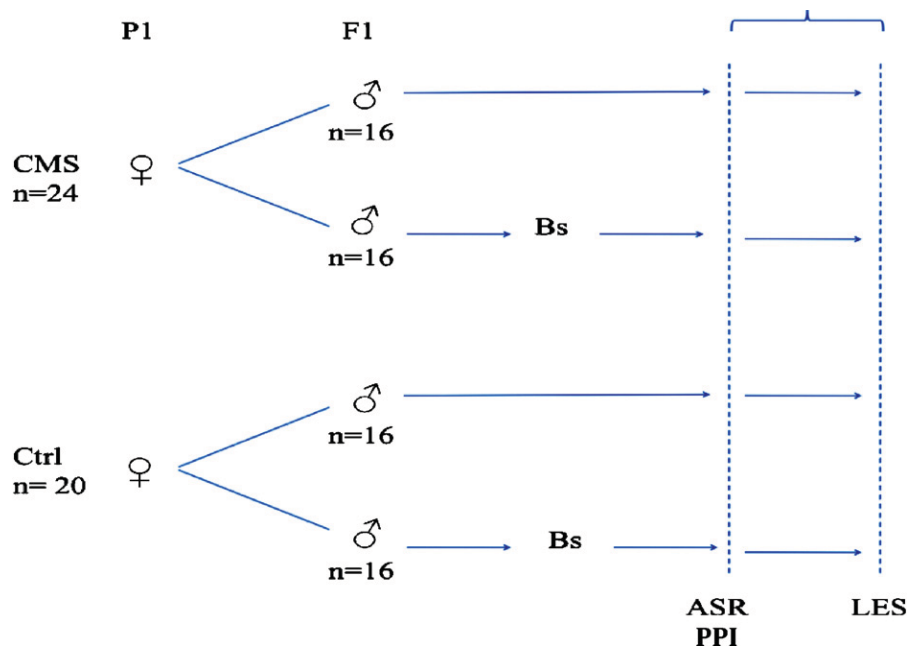 P1 F1
♂
n=16
CMS ♀
n=24
♂ Bs
n=16
♂
n=16
Ctrl ♀
n= 20
♂ Bs
n=16
ASR LES
PPI